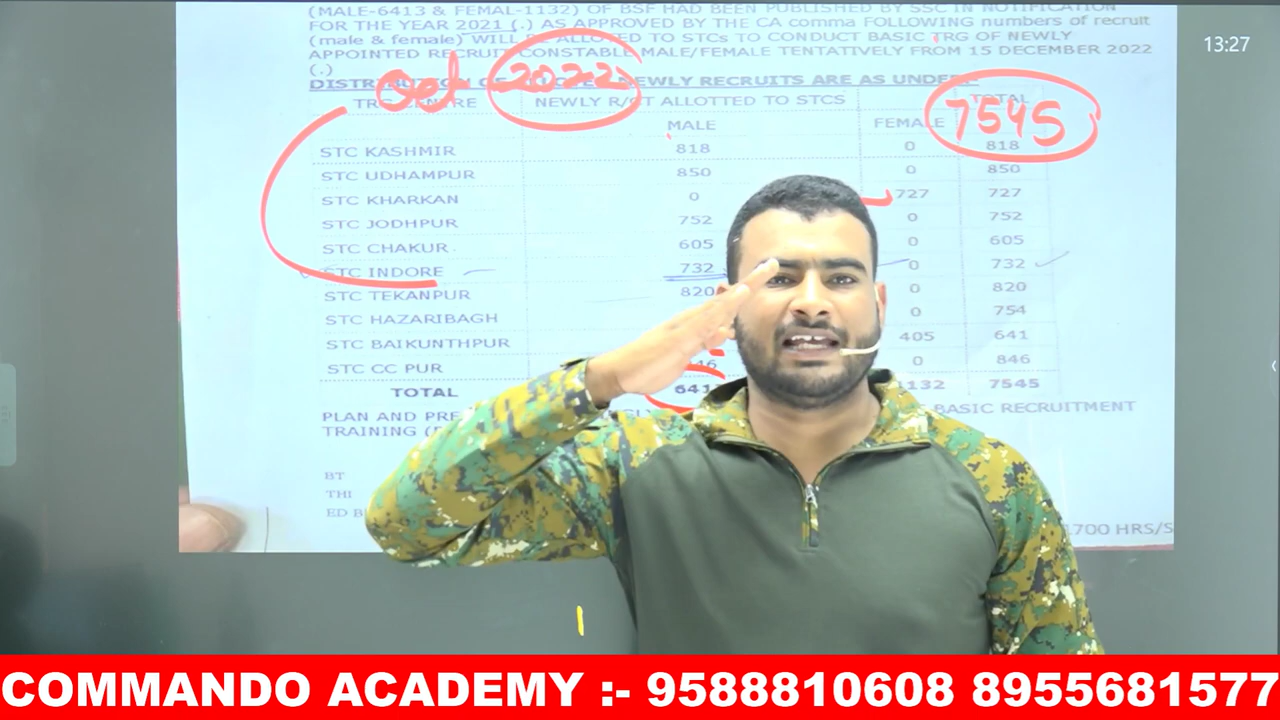 (MALE-6413 & FEMAL-1132) OF BSF HAD BEEN PUBLISHED BY SSC IN NOTIFICATION
FOR THE YEAR 2021 (.) AS APPROVED BY THE CA comma FOLLOWING numbers of recruit
(male & female) WILL BE ALLOTED TO STCs TO CONDUCT BASIC TRG OF NEWLY
APPOINTED RECRUIT CONSTABLE MALE/FEMALE TENTATIVELY FROM 15 DECEMBER 2022
(.)
13:27
Oct 2022
NEWLY RECRUITS ARE AS UNDER:-
NEWLY R/CT ALLOTTED TO STCS TOTAL
7545
MALE FEMALE
STC KASHMIR 818 0 818
STC UDHAMPUR 850 0 850
STC KHARKAN 0 727 727
STC JODHPUR 752 0 752
STC CHAKUR 605 0 605
STC INDORE 732 0 732
STC TEKANPUR 820 0 820
STC HAZARIBAGH 0 754
STC BAIKUNTHPUR 405 641
STC CC PUR 0 846
TOTAL 1132 7545
PLAN AND BASIC RECRUITMENT
TRAINING
BT
THI
ED
1700 HRS/S
COMMANDO ACADEMY :- 9588810608 8955681577